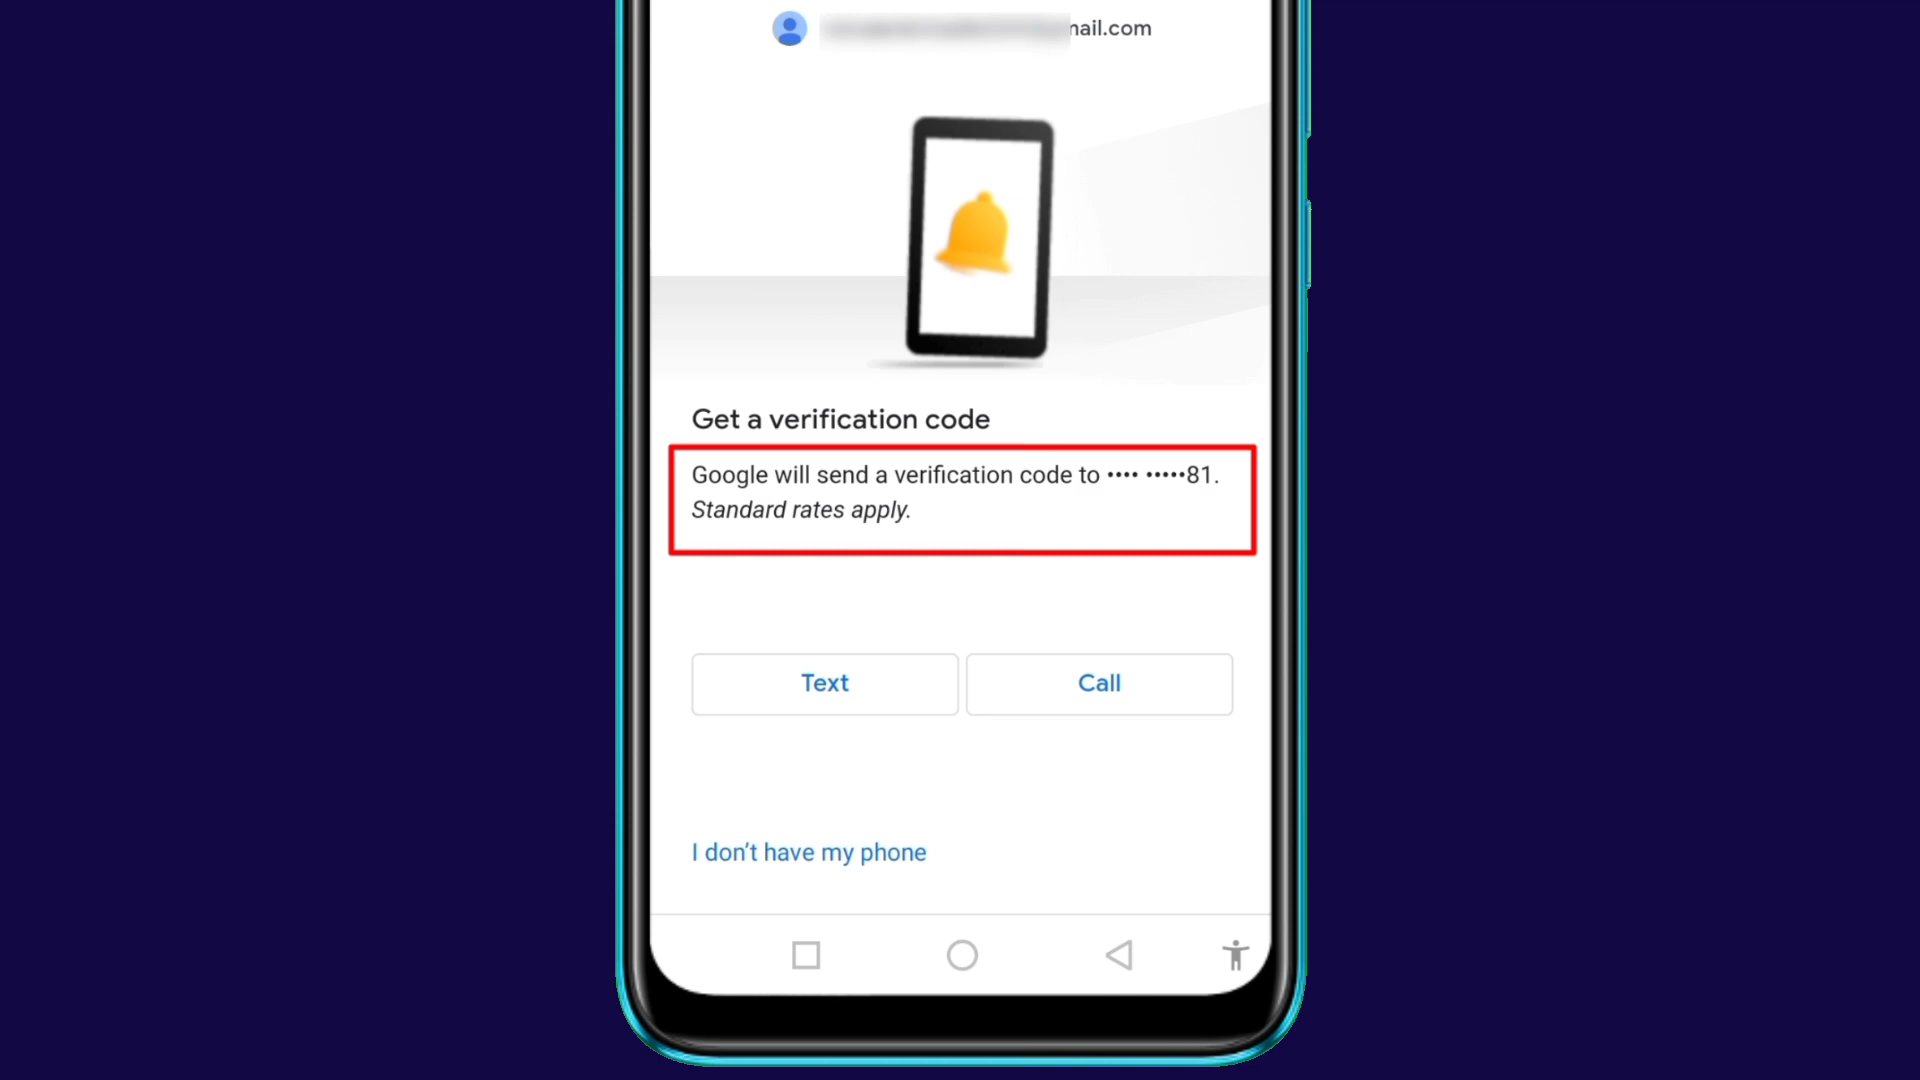 mail.com
Get a verification code
Google will send a verification code to •••• •••••81.
Standard rates apply.
Text
Call
I don’t have my phone